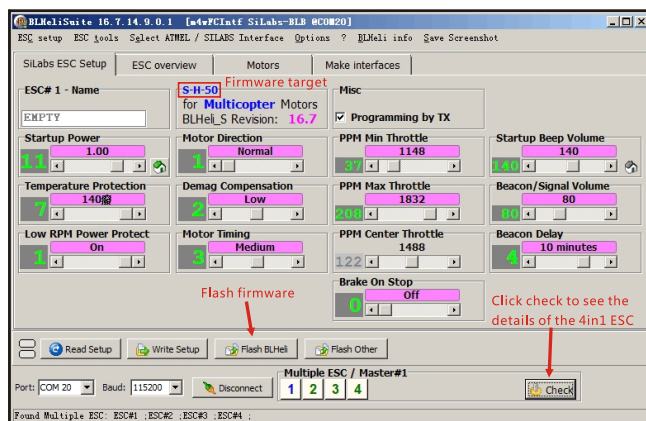 BLHeliSuite 16.7.14.9.0.1 [m4wFCIntf SiLabs-BLB @COM20]
ESC setup ESC tools Select ATMEL / SILABS Interface Options ? BLHeli info Save Screenshot
SiLabs ESC Setup ESC overview Motors Make interfaces
Firmware target
ESC# 1 - Name S-H-50 Misc
for Multicopter Motors
EMPTY BLHeli_S Revision: 16.7 Programming by TX
Startup Power Motor Direction PPM Min Throttle Startup Beep Volume
11 1.00 1 Normal 37 1148 140 140
Temperature Protection Demag Compensation PPM Max Throttle Beacon/Signal Volume
7 140癈 2 Low 208 1832 80 80
Low RPM Power Protect Motor Timing PPM Center Throttle Beacon Delay
1 On 3 Medium 122 1488 4 10 minutes
Brake On Stop
0 Off
Flash firmware
Click check to see the
details of the 4in1 ESC
Read Setup Write Setup Flash BLHeli Flash Other
Multiple ESC / Master#1
Port: COM 20 Baud: 115200 Disconnect 1 2 3 4 Check
Found Multiple ESC: ESC#1 ;ESC#2 ;ESC#3 ;ESC#4 ;